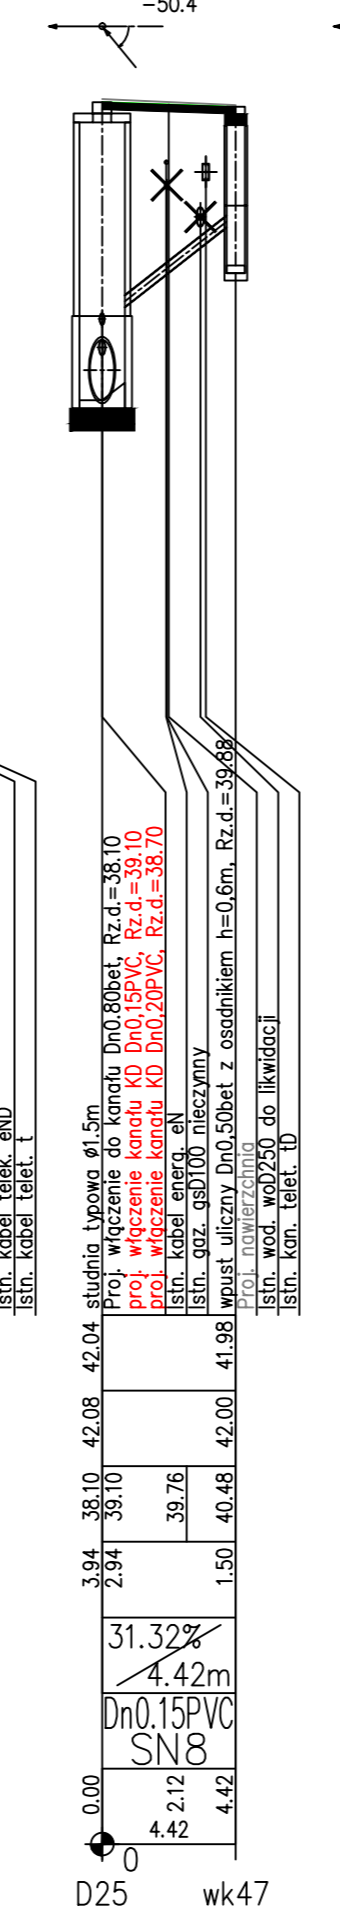 -50.4
Istn. kabel telek. eND
Istn. kabel telet. t
studnia typowa ø1.5m
Proj. włączenie do kanału Dn0.80bet, Rz.d.=38.10
proj. włączenie kanału KD Dn0,15PVC, Rz.d.=39.10
proj. włączenie kanału KD Dn0,20PVC, Rz.d.=38.70
Istn. kabel energ. eN
Istn. gaz. gsD100 nieczynny
wpust uliczny Dn0,50bet z osadnikiem h=0,6m, Rz.d.=39.88
Proj. nawierzchnia
Istn. wod. woD250 do likwidacji
Istn. kan. telet. tD
42.04 41.98
42.08 42.00
38.10 39.10 39.76 40.48
3.94 2.94 1.50
31.32%
4.42m
Dn0.15PVC
SN8
0.00 2.12 4.42
4.42
0
D25 wk47